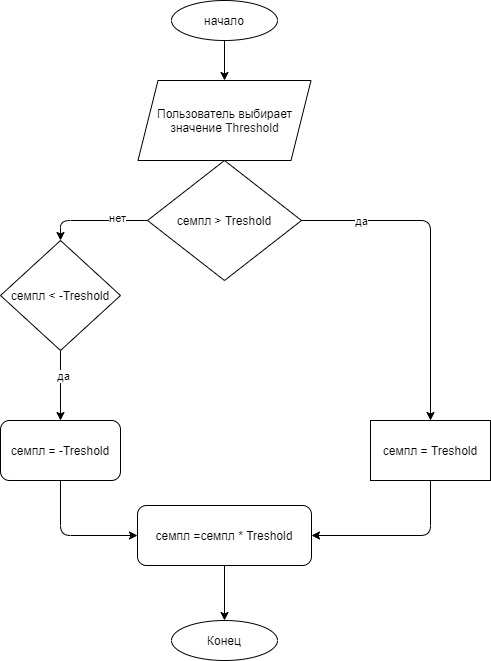 начало
Пользователь выбирает
значение Threshold
семпл > Treshold
нет
да
семпл < -Treshold
да
семпл = -Treshold
семпл = Treshold
семпл =семпл * Treshold
Конец